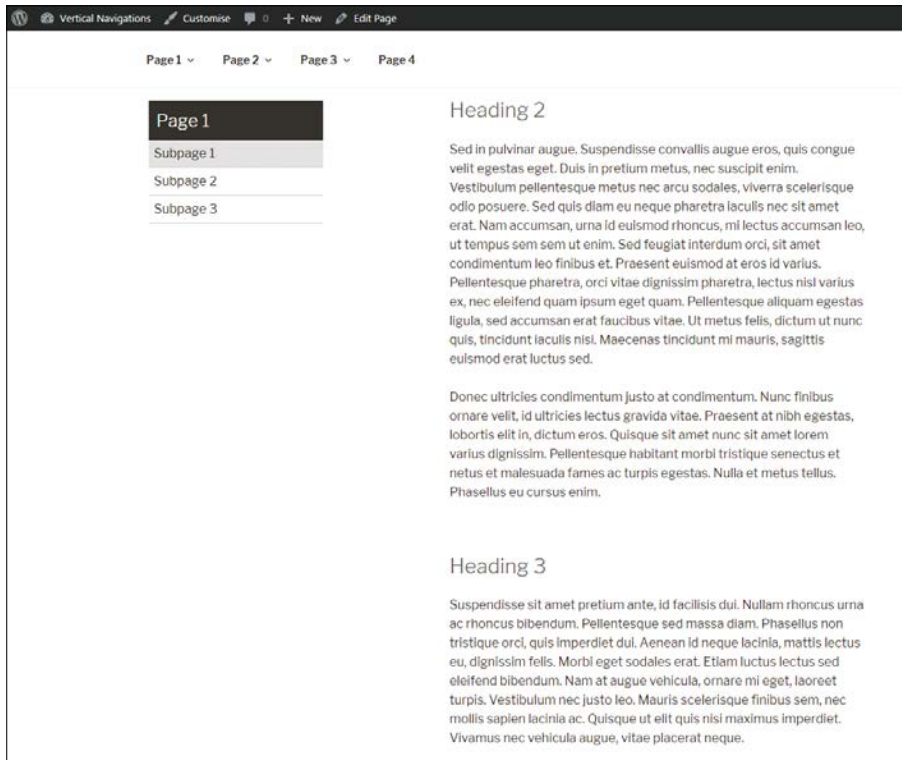 Vertical Navigations Customise 0 New Edit Page
Page 1 Page 2 Page 3 Page 4
Page 1
Subpage 1
Subpage 2
Subpage 3
Heading 2
Sed in pulvinar augue. Suspendisse convallis augue eros, quis congue
velit egestas eget. Duis in pretium metus, nec suscipit enim.
Vestibulum pellentesque metus nec arcu sodales, viverra scelerisque
odio posuere. Sed quis diam eu neque pharetra iaculis nec sit amet
erat. Nam accumsan, urna id euismod rhoncus, mi lectus accumsan leo,
ut tempus sem sem ut enim. Sed feugiat interdum orci, sit amet
condimentum leo finibus et. Praesent euismod at eros id varius.
Pellentesque pharetra, orci vitae dignissim pharetra, lectus nisl varius
ex, nec eleifend quam ipsum eget quam. Pellentesque aliquam egestas
ligula, sed accumsan erat faucibus vitae. Ut metus felis, dictum ut nunc
quis, tincidunt iaculis nisi. Maecenas tincidunt mi mauris, sagittis
euismod erat luctus sed.
Donec ultricies condimentum justo at condimentum. Nunc finibus
ornare velit, id ultricies lectus gravida vitae. Praesent at nibh egestas,
lobortis elit in, dictum eros. Quisque sit amet nunc sit amet lorem
varius dignissim. Pellentesque habitant morbi tristique senectus et
netus et malesuada fames ac turpis egestas. Nulla et metus tellus.
Phasellus eu cursus enim.
Heading 3
Suspendisse sit amet pretium ante, id facilisis dui. Nullam rhoncus urna
ac rhoncus bibendum. Pellentesque sed massa diam. Phasellus non
tristique orci, quis imperdiet dui. Aenean id neque lacinia, mattis lectus
eu, dignissim felis. Morbi eget sodales erat. Etiam luctus lectus sed
eleifend bibendum. Nam at augue vehicula, ornare mi eget, laoreet
turpis. Vestibulum nec justo leo. Mauris scelerisque finibus sem, nec
mollis sapien lacinia ac. Quisque ut elit quis nisi maximus imperdiet.
Vivamus nec vehicula augue, vitae placerat neque.